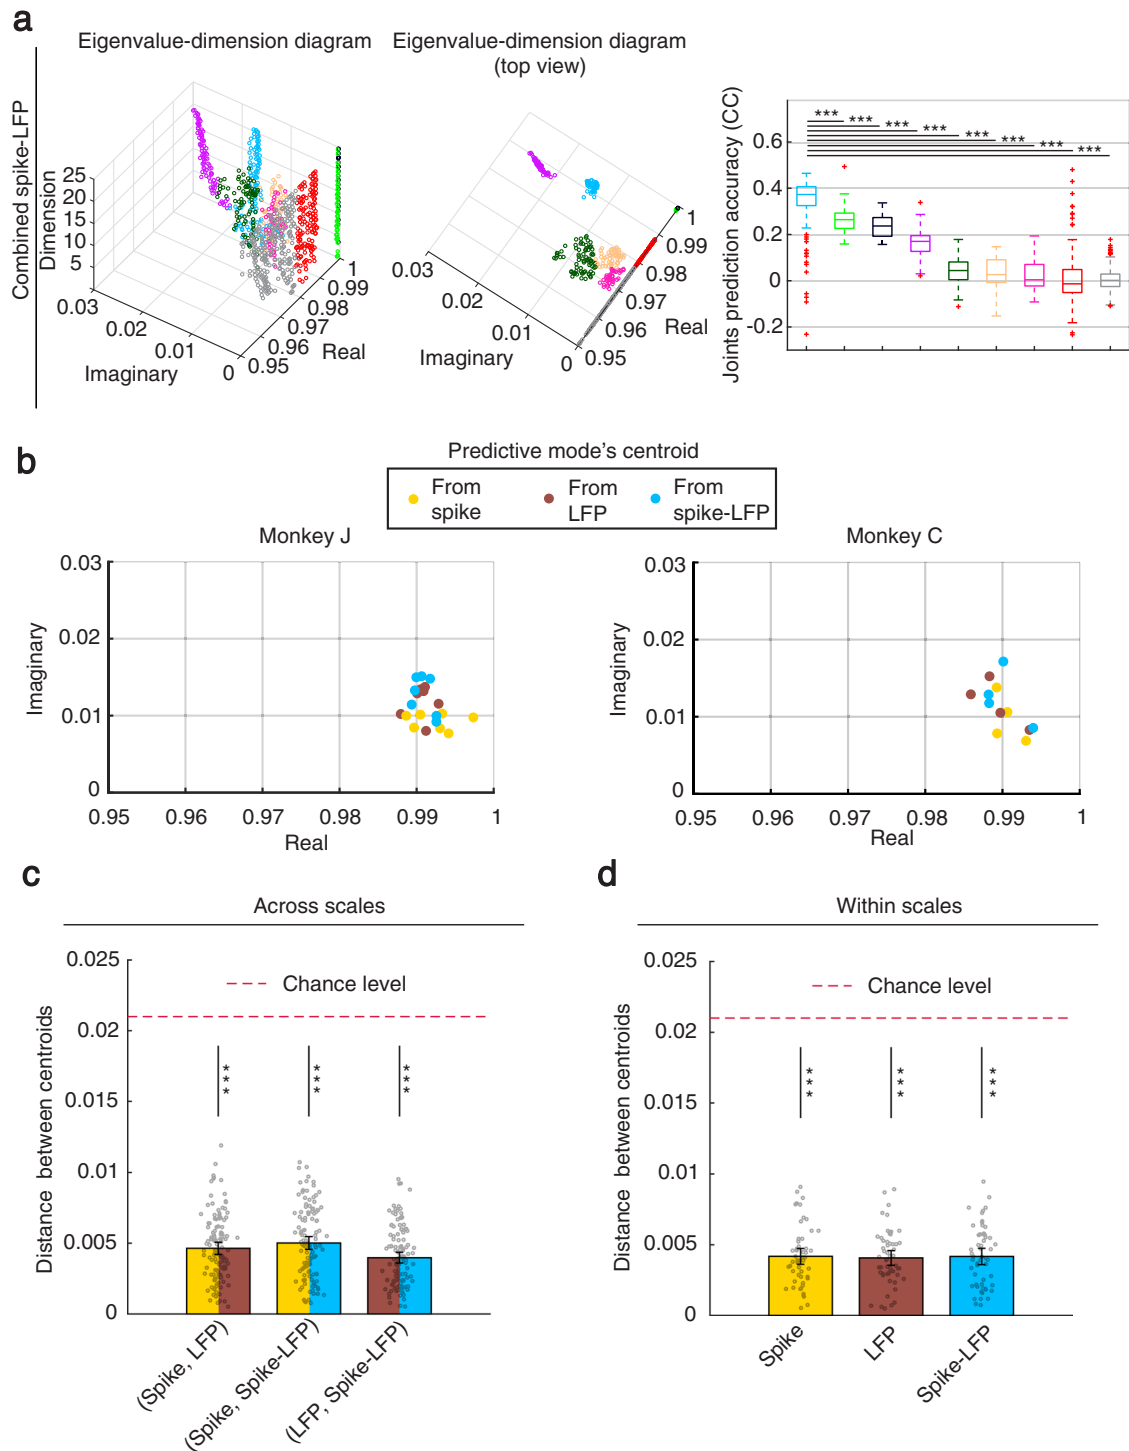 a
Eigenvalue-dimension diagram
Eigenvalue-dimension diagram
(top view)
Combined spike-LFP
Dimension
25
20
15
10
5
0.03
0.02
0.01
0
Imaginary
0.95
0.96
0.97
0.98
0.99
1
Real
0.03
0.02
0.01
0
Imaginary
0.95
0.96
0.97
0.98
0.99
1
Real
Joints prediction accuracy (CC)
0.6
0.4
0.2
0
-0.2
***
***
***
***
***
***
***
***
b
Predictive mode's centroid
From spike
From LFP
From spike-LFP
Monkey J
Imaginary
0.03
0.02
0.01
0
0.95 0.96 0.97 0.98 0.99 1
Real
Monkey C
Imaginary
0.03
0.02
0.01
0
0.95 0.96 0.97 0.98 0.99 1
Real
c
Across scales
Distance between centroids
0.025
0.02
0.015
0.01
0.005
0
Chance level
***
***
***
(Spike, LFP)
(Spike, Spike-LFP)
(LFP, Spike-LFP)
d
Within scales
Distance between centroids
0.025
0.02
0.015
0.01
0.005
0
Chance level
***
***
***
Spike
LFP
Spike-LFP